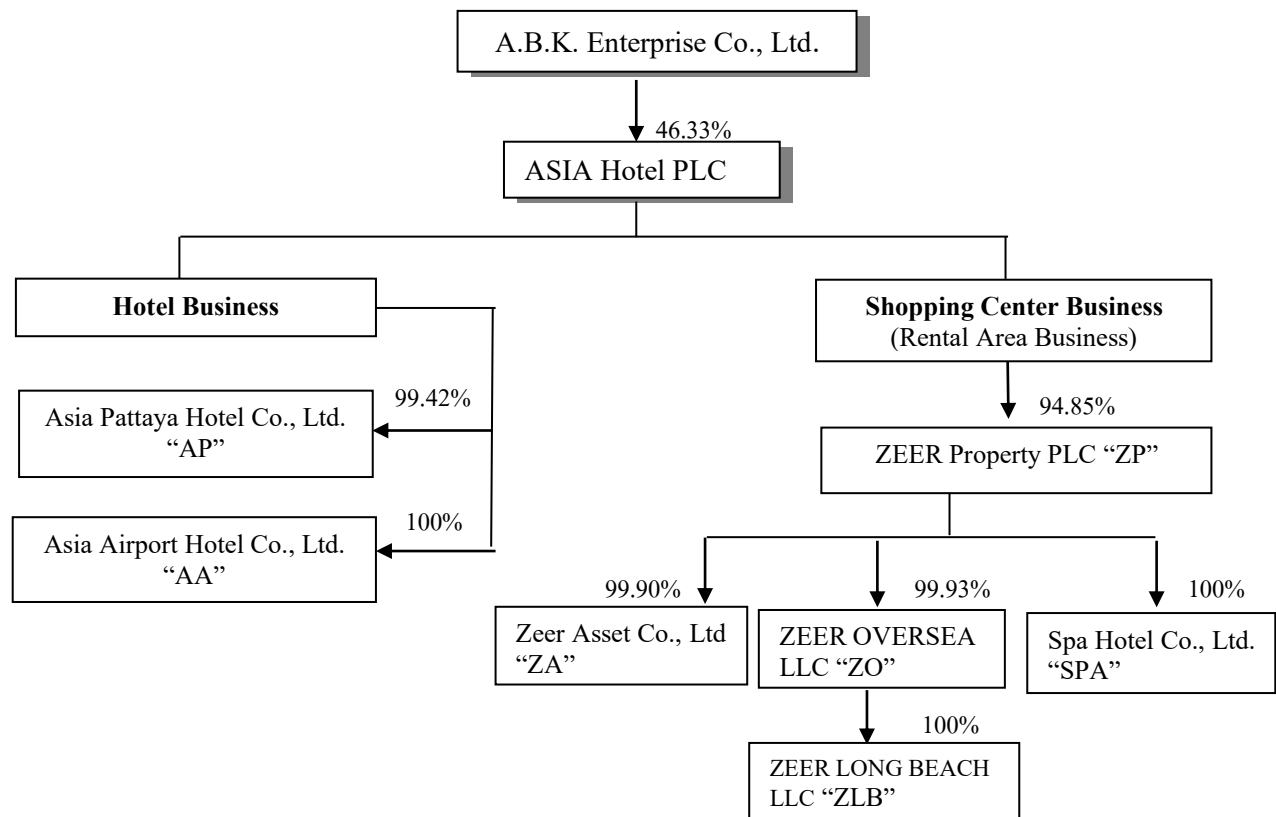 A.B.K. Enterprise Co., Ltd.
46.33%
ASIA Hotel PLC
Hotel Business
Shopping Center Business
(Rental Area Business)
99.42%
Asia Pattaya Hotel Co., Ltd.
“AP”
94.85%
ZEER Property PLC “ZP”
100%
Asia Airport Hotel Co., Ltd.
“AA”
99.90%
99.93%
100%
Zeer Asset Co., Ltd
“ZA”
ZEER OVERSEA
LLC “ZO”
Spa Hotel Co., Ltd.
“SPA”
100%
ZEER LONG BEACH
LLC “ZLB”